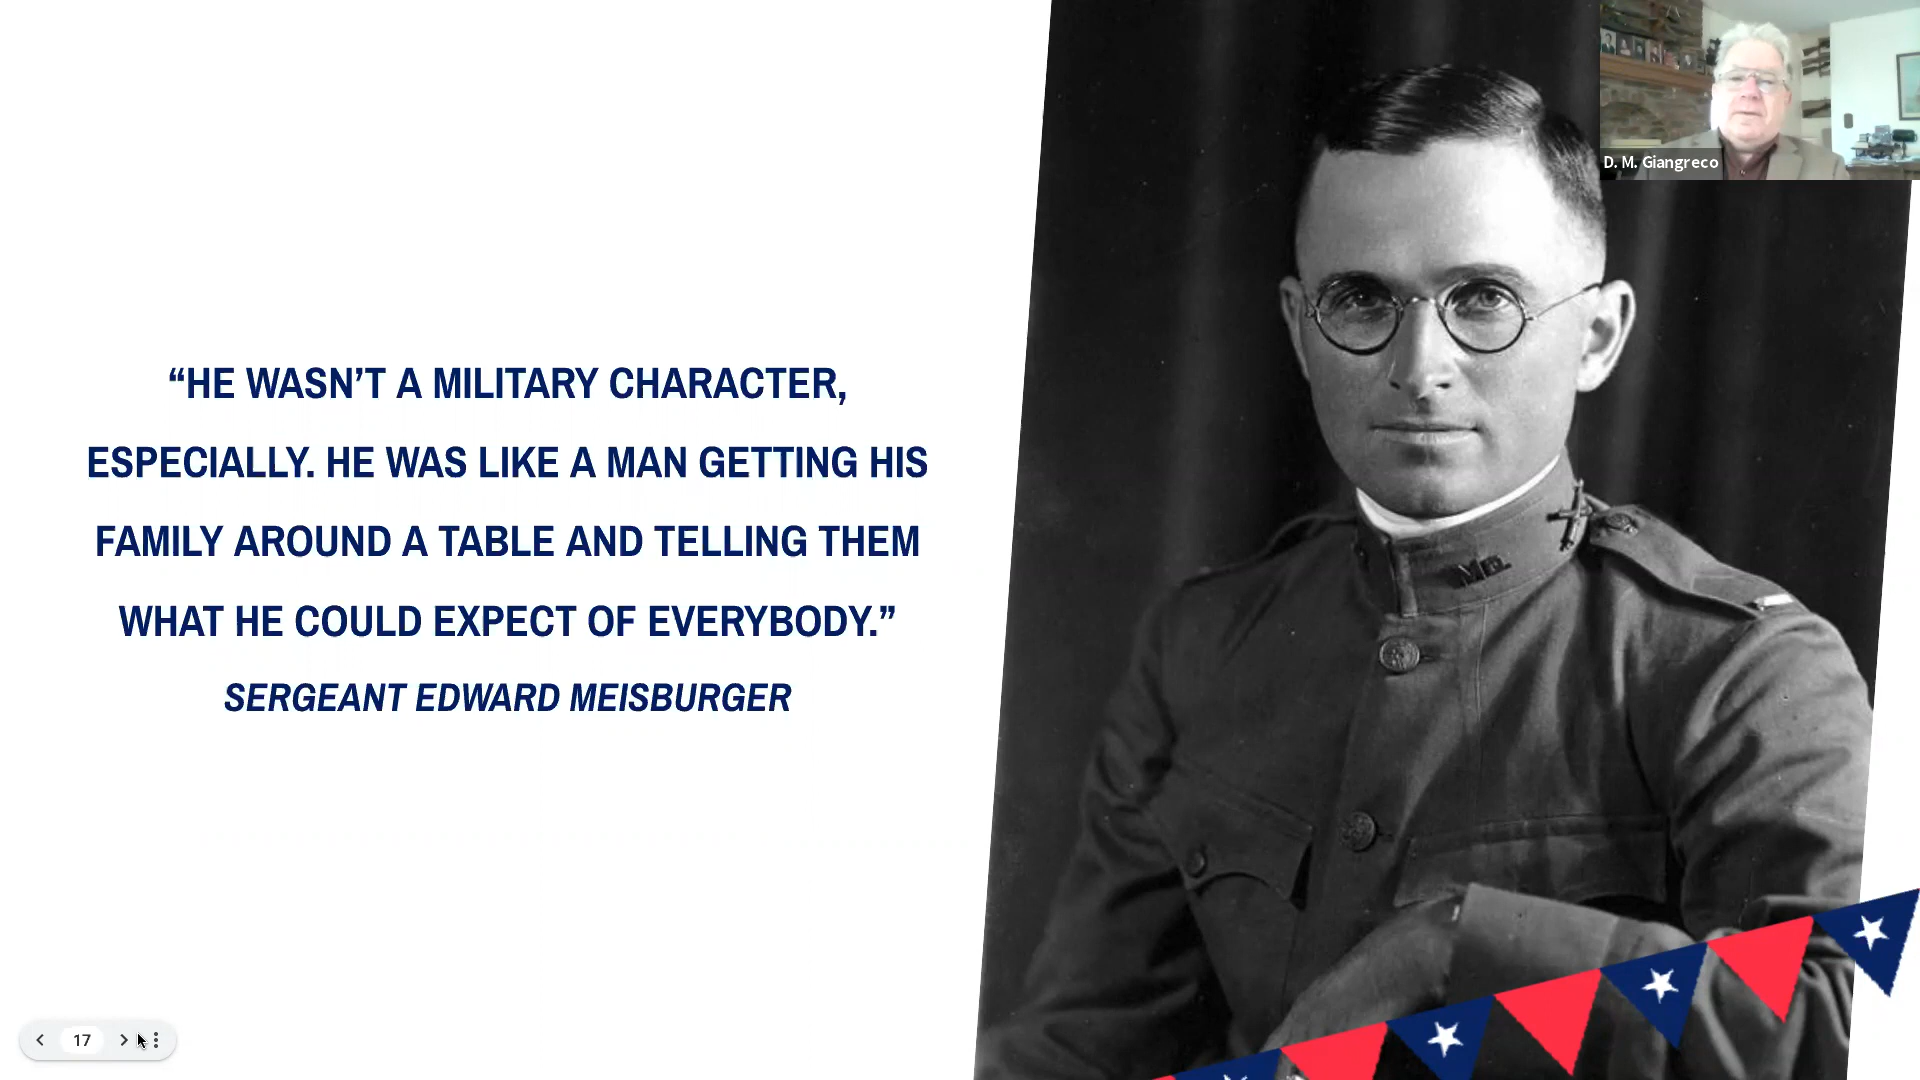 D. M. Giangreco
“HE WASN’T A MILITARY CHARACTER,
ESPECIALLY. HE WAS LIKE A MAN GETTING HIS
FAMILY AROUND A TABLE AND TELLING THEM
WHAT HE COULD EXPECT OF EVERYBODY.”
SERGEANT EDWARD MEISBURGER
MO.
17